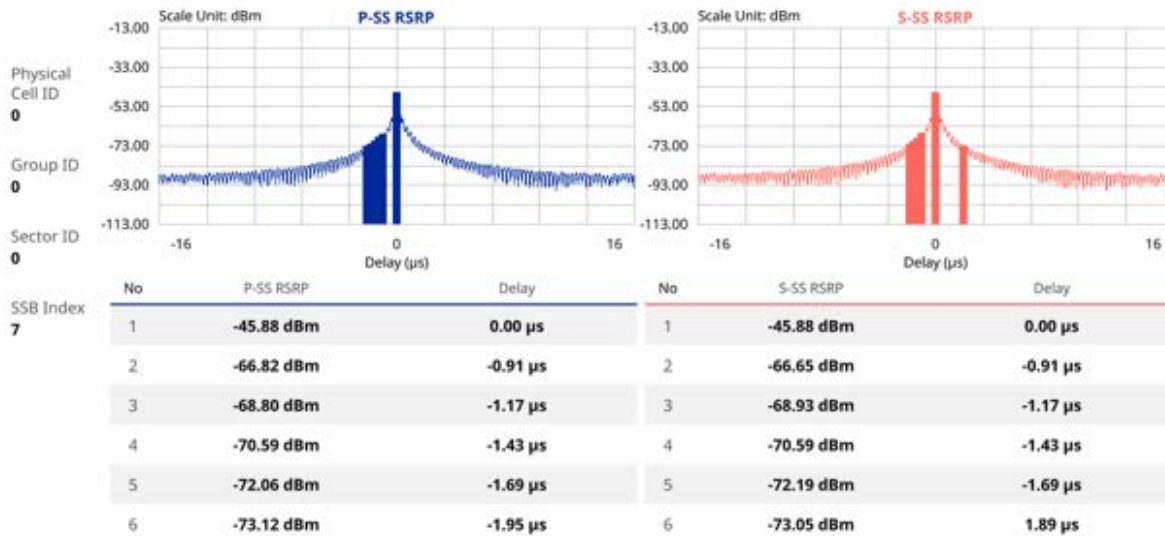 Physical
Cell ID
0
Group ID
0
Sector ID
0
SSB Index
7
Scale Unit: dBm P-SS RSRP
-13.00
-33.00
-53.00
-73.00
-93.00
-113.00
-16 0 16
Delay (µs)
Scale Unit: dBm S-SS RSRP
-13.00
-33.00
-53.00
-73.00
-93.00
-113.00
-16 0 16
Delay (µs)
No P-SS RSRP Delay
1 -45.88 dBm 0.00 µs
2 -66.82 dBm -0.91 µs
3 -68.80 dBm -1.17 µs
4 -70.59 dBm -1.43 µs
5 -72.06 dBm -1.69 µs
6 -73.12 dBm -1.95 µs
No S-SS RSRP Delay
1 -45.88 dBm 0.00 µs
2 -66.65 dBm -0.91 µs
3 -68.93 dBm -1.17 µs
4 -70.59 dBm -1.43 µs
5 -72.19 dBm -1.69 µs
6 -73.05 dBm 1.89 µs